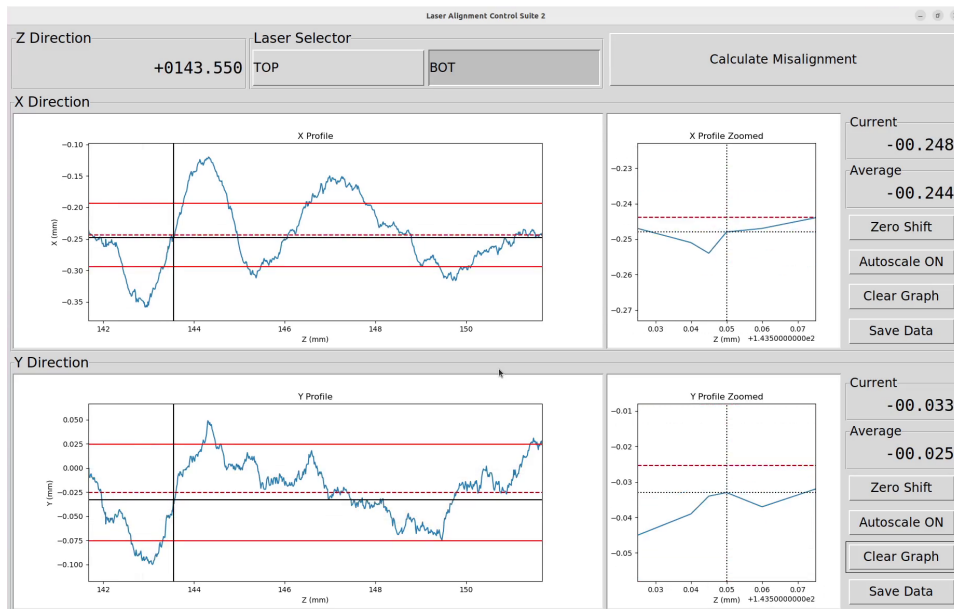 Laser Alignment Control Suite 2
Z Direction
+0143.550
Laser Selector
TOP
BOT
Calculate Misalignment
X Direction
X Profile
−0.10
−0.15
−0.20
−0.25
−0.30
−0.35
X (mm)
142 144 146 148 150
Z (mm)
X Profile Zoomed
−0.23
−0.24
−0.25
−0.26
−0.27
0.03 0.04 0.05 0.06 0.07
Z (mm) +1.4350000000e2
Current
-00.248
Average
-00.244
Zero Shift
Autoscale ON
Clear Graph
Save Data
Y Direction
Y Profile
0.050
0.025
0.000
−0.025
−0.050
−0.075
−0.100
Y (mm)
142 144 146 148 150
Z (mm)
Y Profile Zoomed
−0.01
−0.02
−0.03
−0.04
−0.05
0.03 0.04 0.05 0.06 0.07
Z (mm) +1.4350000000e2
Current
-00.033
Average
-00.025
Zero Shift
Autoscale ON
Clear Graph
Save Data